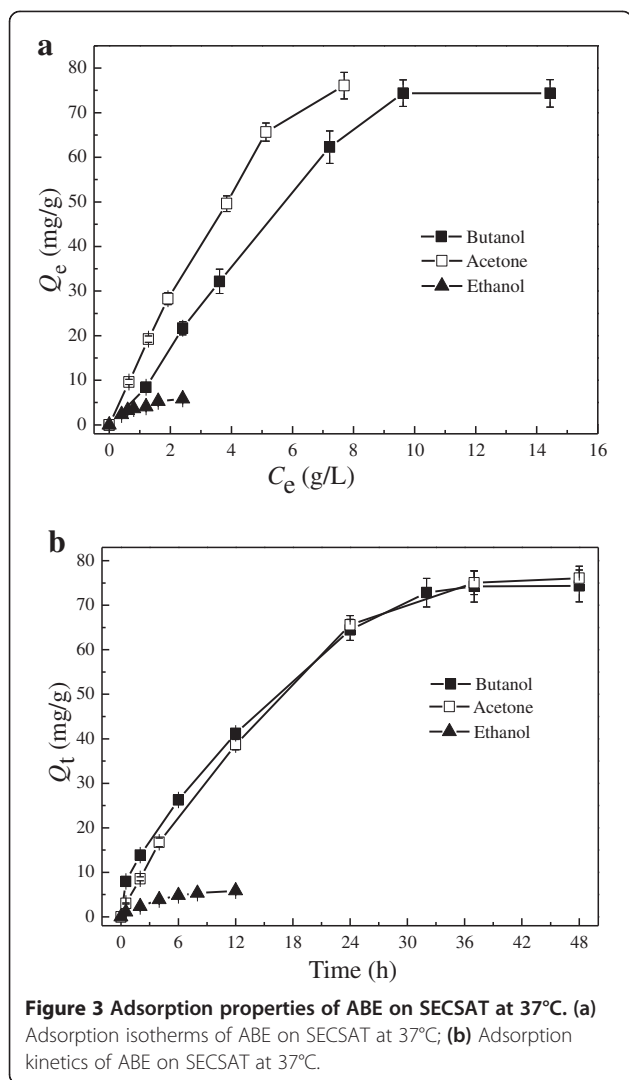 a
80
70
60
50
40
30
20
10
0
Qe (mg/g)
Butanol
Acetone
Ethanol
0 2 4 6 8 10 12 14 16
Ce (g/L)
b
80
70
60
50
40
30
20
10
0
Qt (mg/g)
Butanol
Acetone
Ethanol
0 6 12 18 24 30 36 42 48
Time (h)
Figure 3 Adsorption properties of ABE on SECSAT at 37°C. (a)
Adsorption isotherms of ABE on SECSAT at 37°C; (b) Adsorption
kinetics of ABE on SECSAT at 37°C.